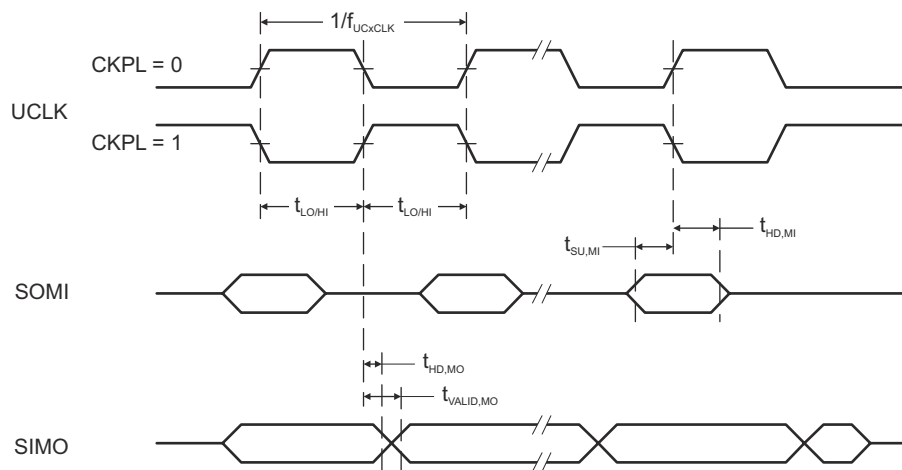 1/fUCxCLK
CKPL = 0
UCLK
CKPL = 1
tLO/HI
tLO/HI
tHD,MI
tSU,MI
SOMI
tHD,MO
tVALID,MO
SIMO